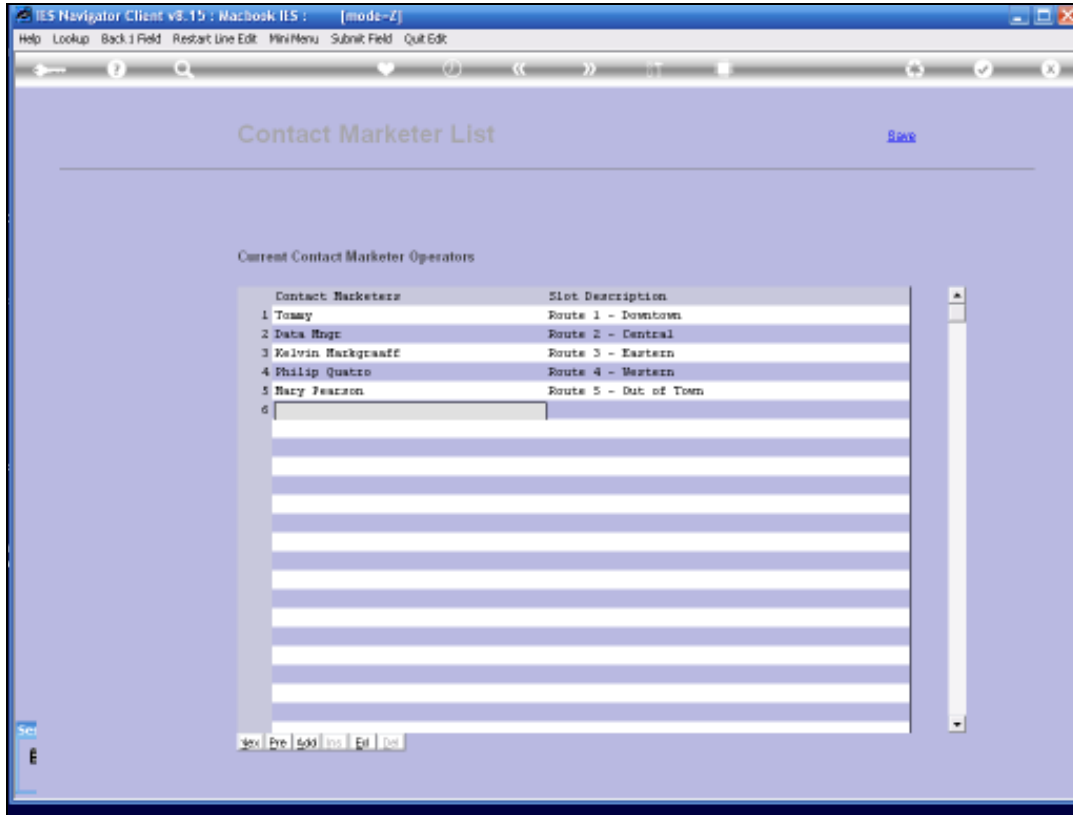 IES Navigator Client v8.15 : Macbook IES : [mode=Z]
Help Lookup Back 1 Field Restart Line Edit MiniMenu Submit Field Quit Edit
Contact Marketer List
Save
Current Contact Marketer Operators
Contact Marketers Slot Description
1 Tommy Route 1 - Downtown
2 Data Mngr Route 2 - Central
3 Kelvin Markgraaff Route 3 - Eastern
4 Philip Quatro Route 4 - Western
5 Mary Pearson Route 5 - Out of Town
6
Nex Pre Add Ins Del
Ser